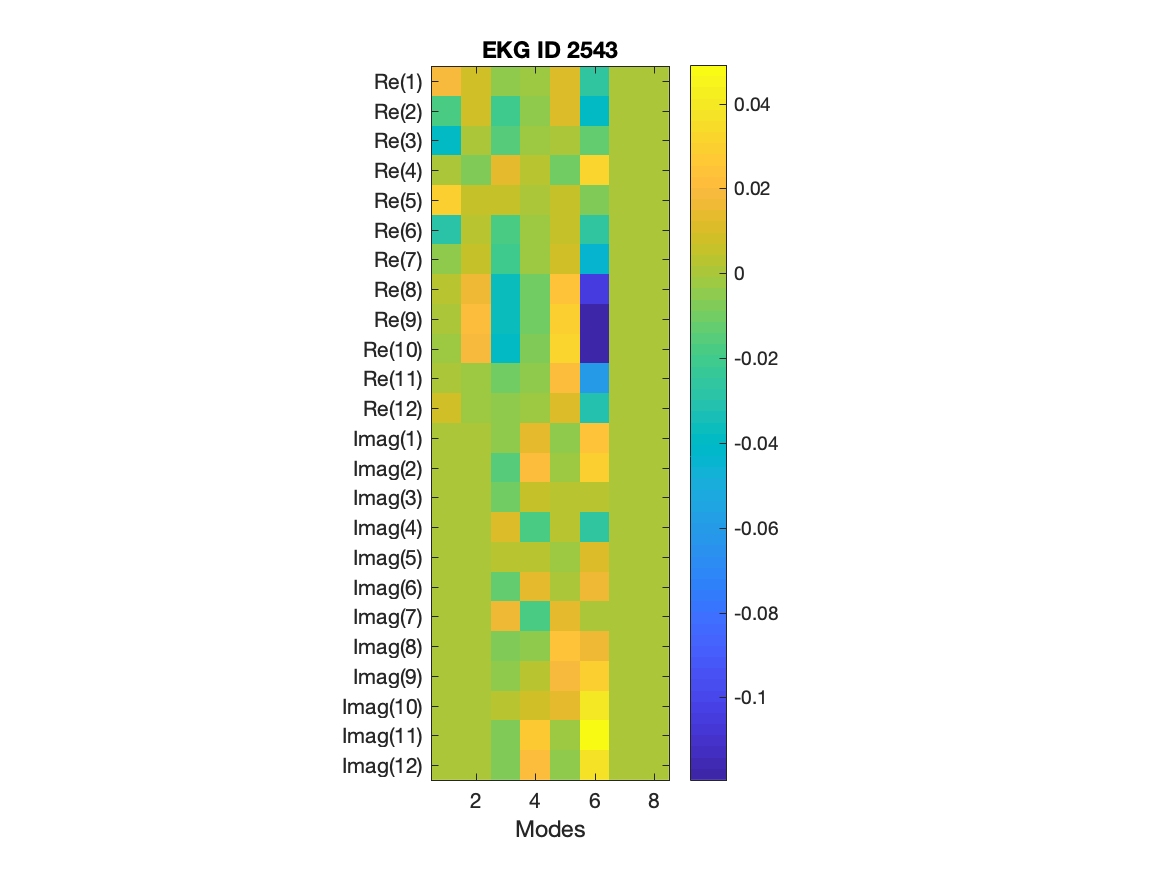 EKG ID 2543
Re(1)
Re(2)
Re(3)
Re(4)
Re(5)
Re(6)
Re(7)
Re(8)
Re(9)
Re(10)
Re(11)
Re(12)
Imag(1)
Imag(2)
Imag(3)
Imag(4)
Imag(5)
Imag(6)
Imag(7)
Imag(8)
Imag(9)
Imag(10)
Imag(11)
Imag(12)
2 4 6 8
Modes
0.04
0.02
0
-0.02
-0.04
-0.06
-0.08
-0.1